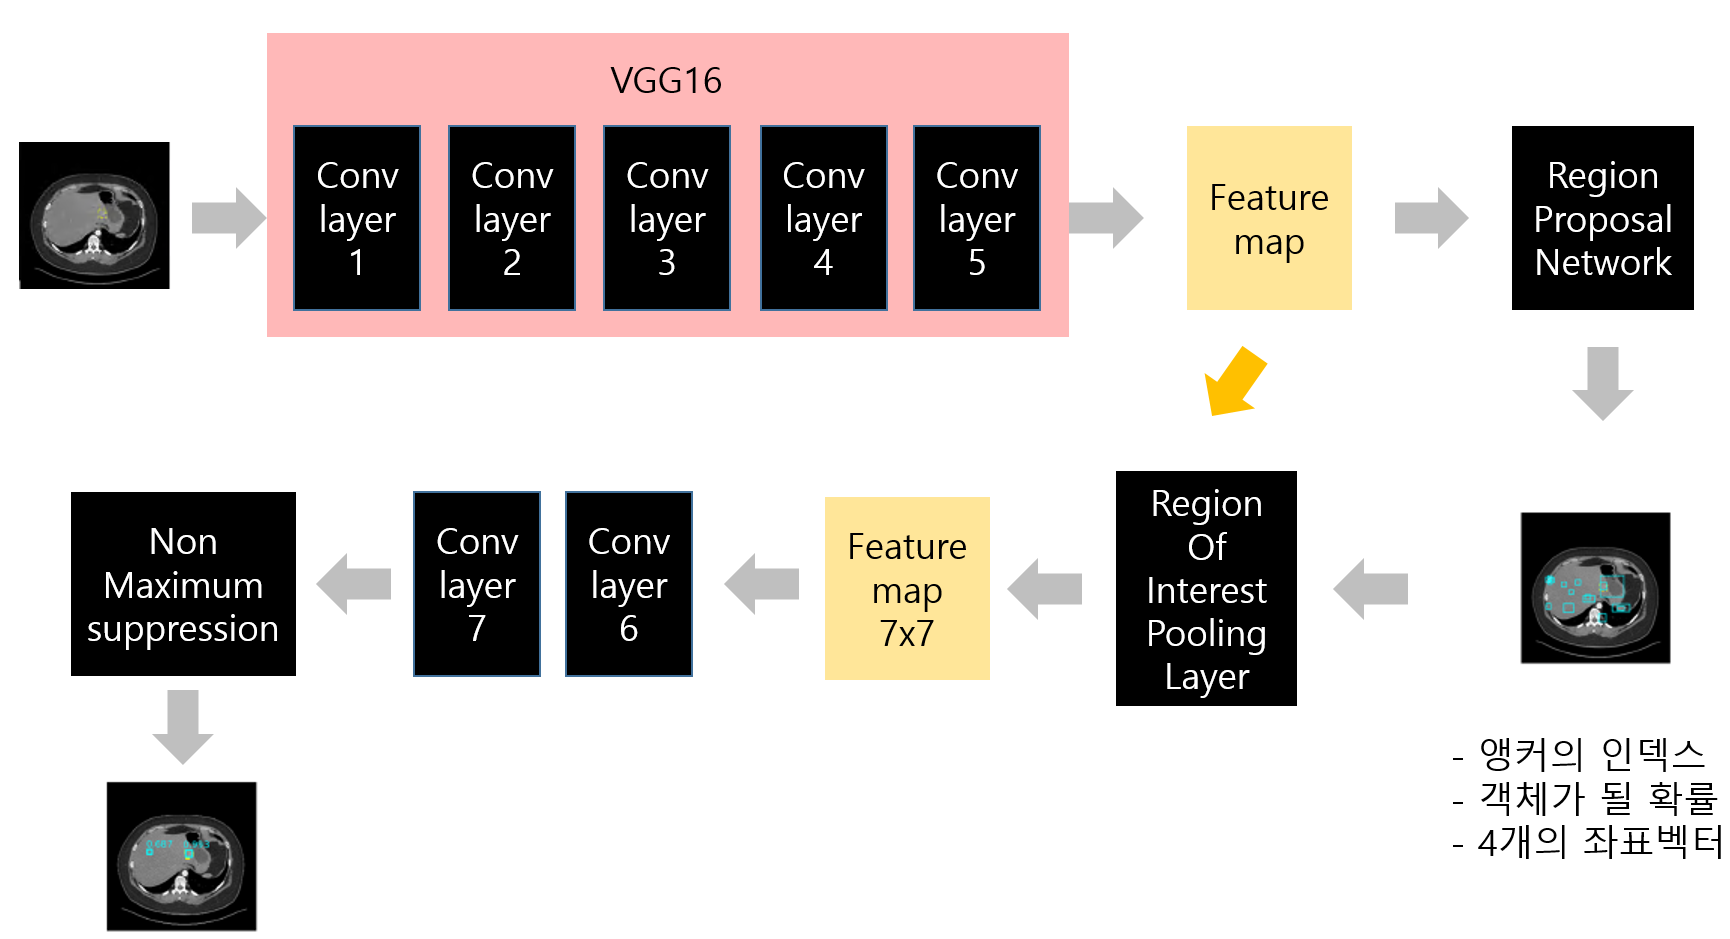 VGG16
Conv
layer
1
Conv
layer
2
Conv
layer
3
Conv
layer
4
Conv
layer
5
Feature
map
Region
Proposal
Network
Non
Maximum
suppression
Conv
layer
7
Conv
layer
6
Feature
map
7x7
Region
Of
Interest
Pooling
Layer
- 앵커의 인덱스
- 객체가 될 확률
- 4개의 좌표벡터